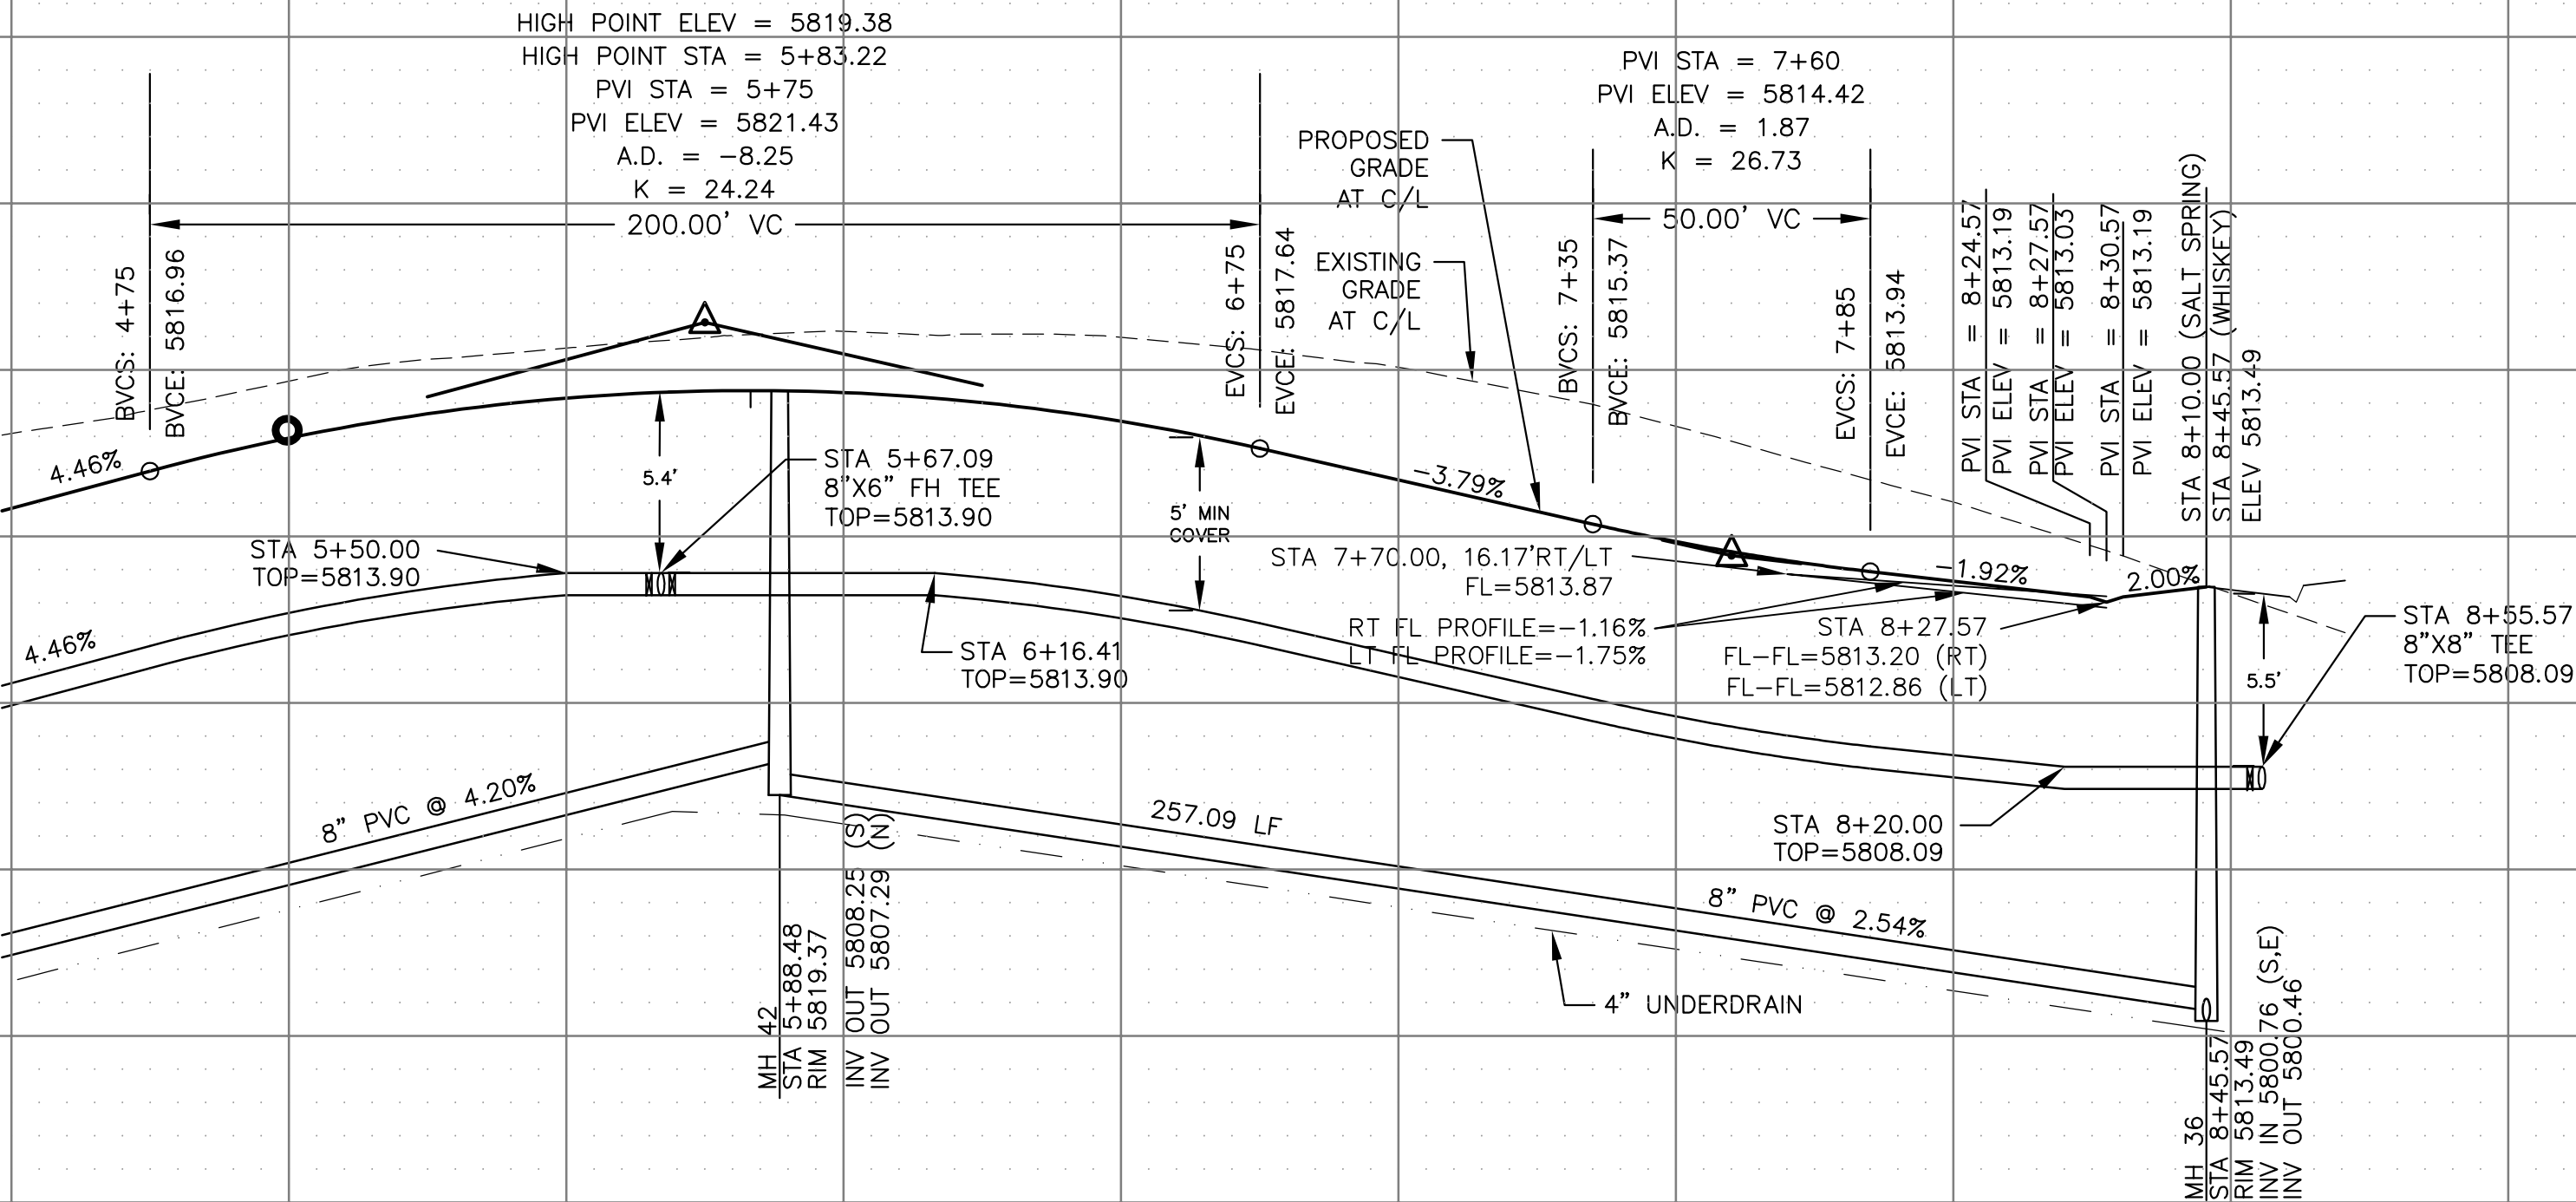 HIGH POINT ELEV = 5819.38
HIGH POINT STA = 5+83.22
PVI STA = 5+75
PVI ELEV = 5821.43
A.D. = -8.25
K = 24.24
200.00' VC
BVCS: 4+75
BVCE: 5816.96
EVCS: 6+75
EVCE: 5817.64
PVI STA = 7+60
PVI ELEV = 5814.42
A.D. = 1.87
K = 26.73
50.00' VC
PROPOSED
GRADE
AT C/L
EXISTING
GRADE
AT C/L
BVCS: 7+35
BVCE: 5815.37
EVCS: 7+85
EVCE: 5813.94
PVI STA = 8+24.57
PVI ELEV = 5813.19
PVI STA = 8+27.57
PVI ELEV = 5813.03
PVI STA = 8+30.57
PVI ELEV = 5813.19
STA 8+10.00 (SALT SPRING)
STA 8+45.57 (WHISKEY)
ELEV 5813.49
4.46%
5.4'
STA 5+67.09
8"X6" FH TEE
TOP=5813.90
5' MIN
COVER
-3.79%
STA 5+50.00
TOP=5813.90
STA 7+70.00, 16.17'RT/LT
FL=5813.87
-1.92%
2.00%
4.46%
STA 6+16.41
TOP=5813.90
RT FL PROFILE=-1.16%
LT FL PROFILE=-1.75%
STA 8+27.57
FL-FL=5813.20 (RT)
FL-FL=5812.86 (LT)
5.5'
STA 8+55.57
8"X8" TEE
TOP=5808.09
8" PVC @ 4.20%
257.09 LF
STA 8+20.00
TOP=5808.09
8" PVC @ 2.54%
4" UNDERDRAIN
MH 42
STA 5+88.48
RIM 5819.37
INV OUT 5808.25 (S)
INV OUT 5807.29 (N)
MH 36
STA 8+45.57
RIM 5813.49
INV IN 5800.76 (S,E)
INV OUT 5800.46